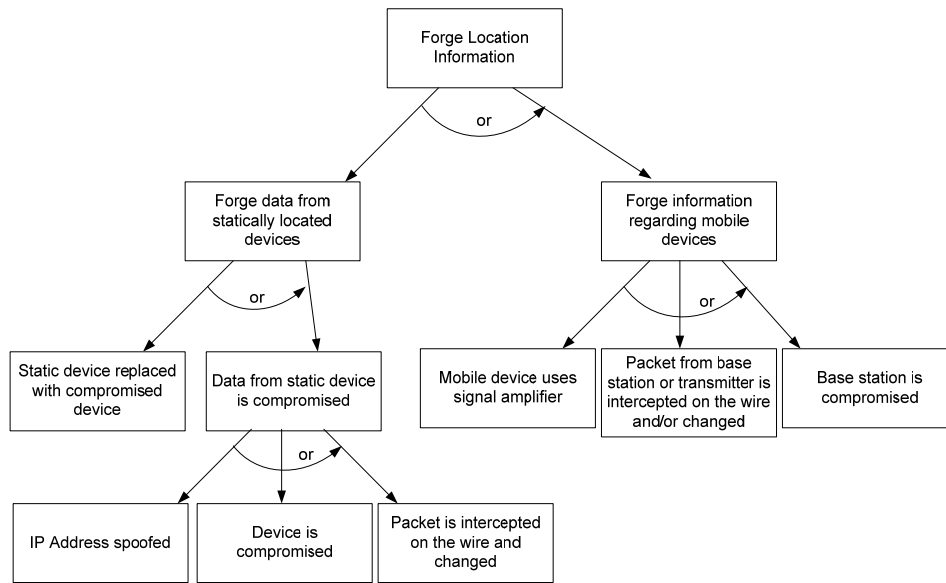 Forge Location
Information
or
Forge data from
statically located
devices
Forge information
regarding mobile
devices
or
or
Static device replaced
with compromised
device
Data from static device
is compromised
Mobile device uses
signal amplifier
Packet from base
station or transmitter is
intercepted on the wire
and/or changed
Base station is
compromised
or
IP Address spoofed
Device is
compromised
Packet is intercepted
on the wire and
changed